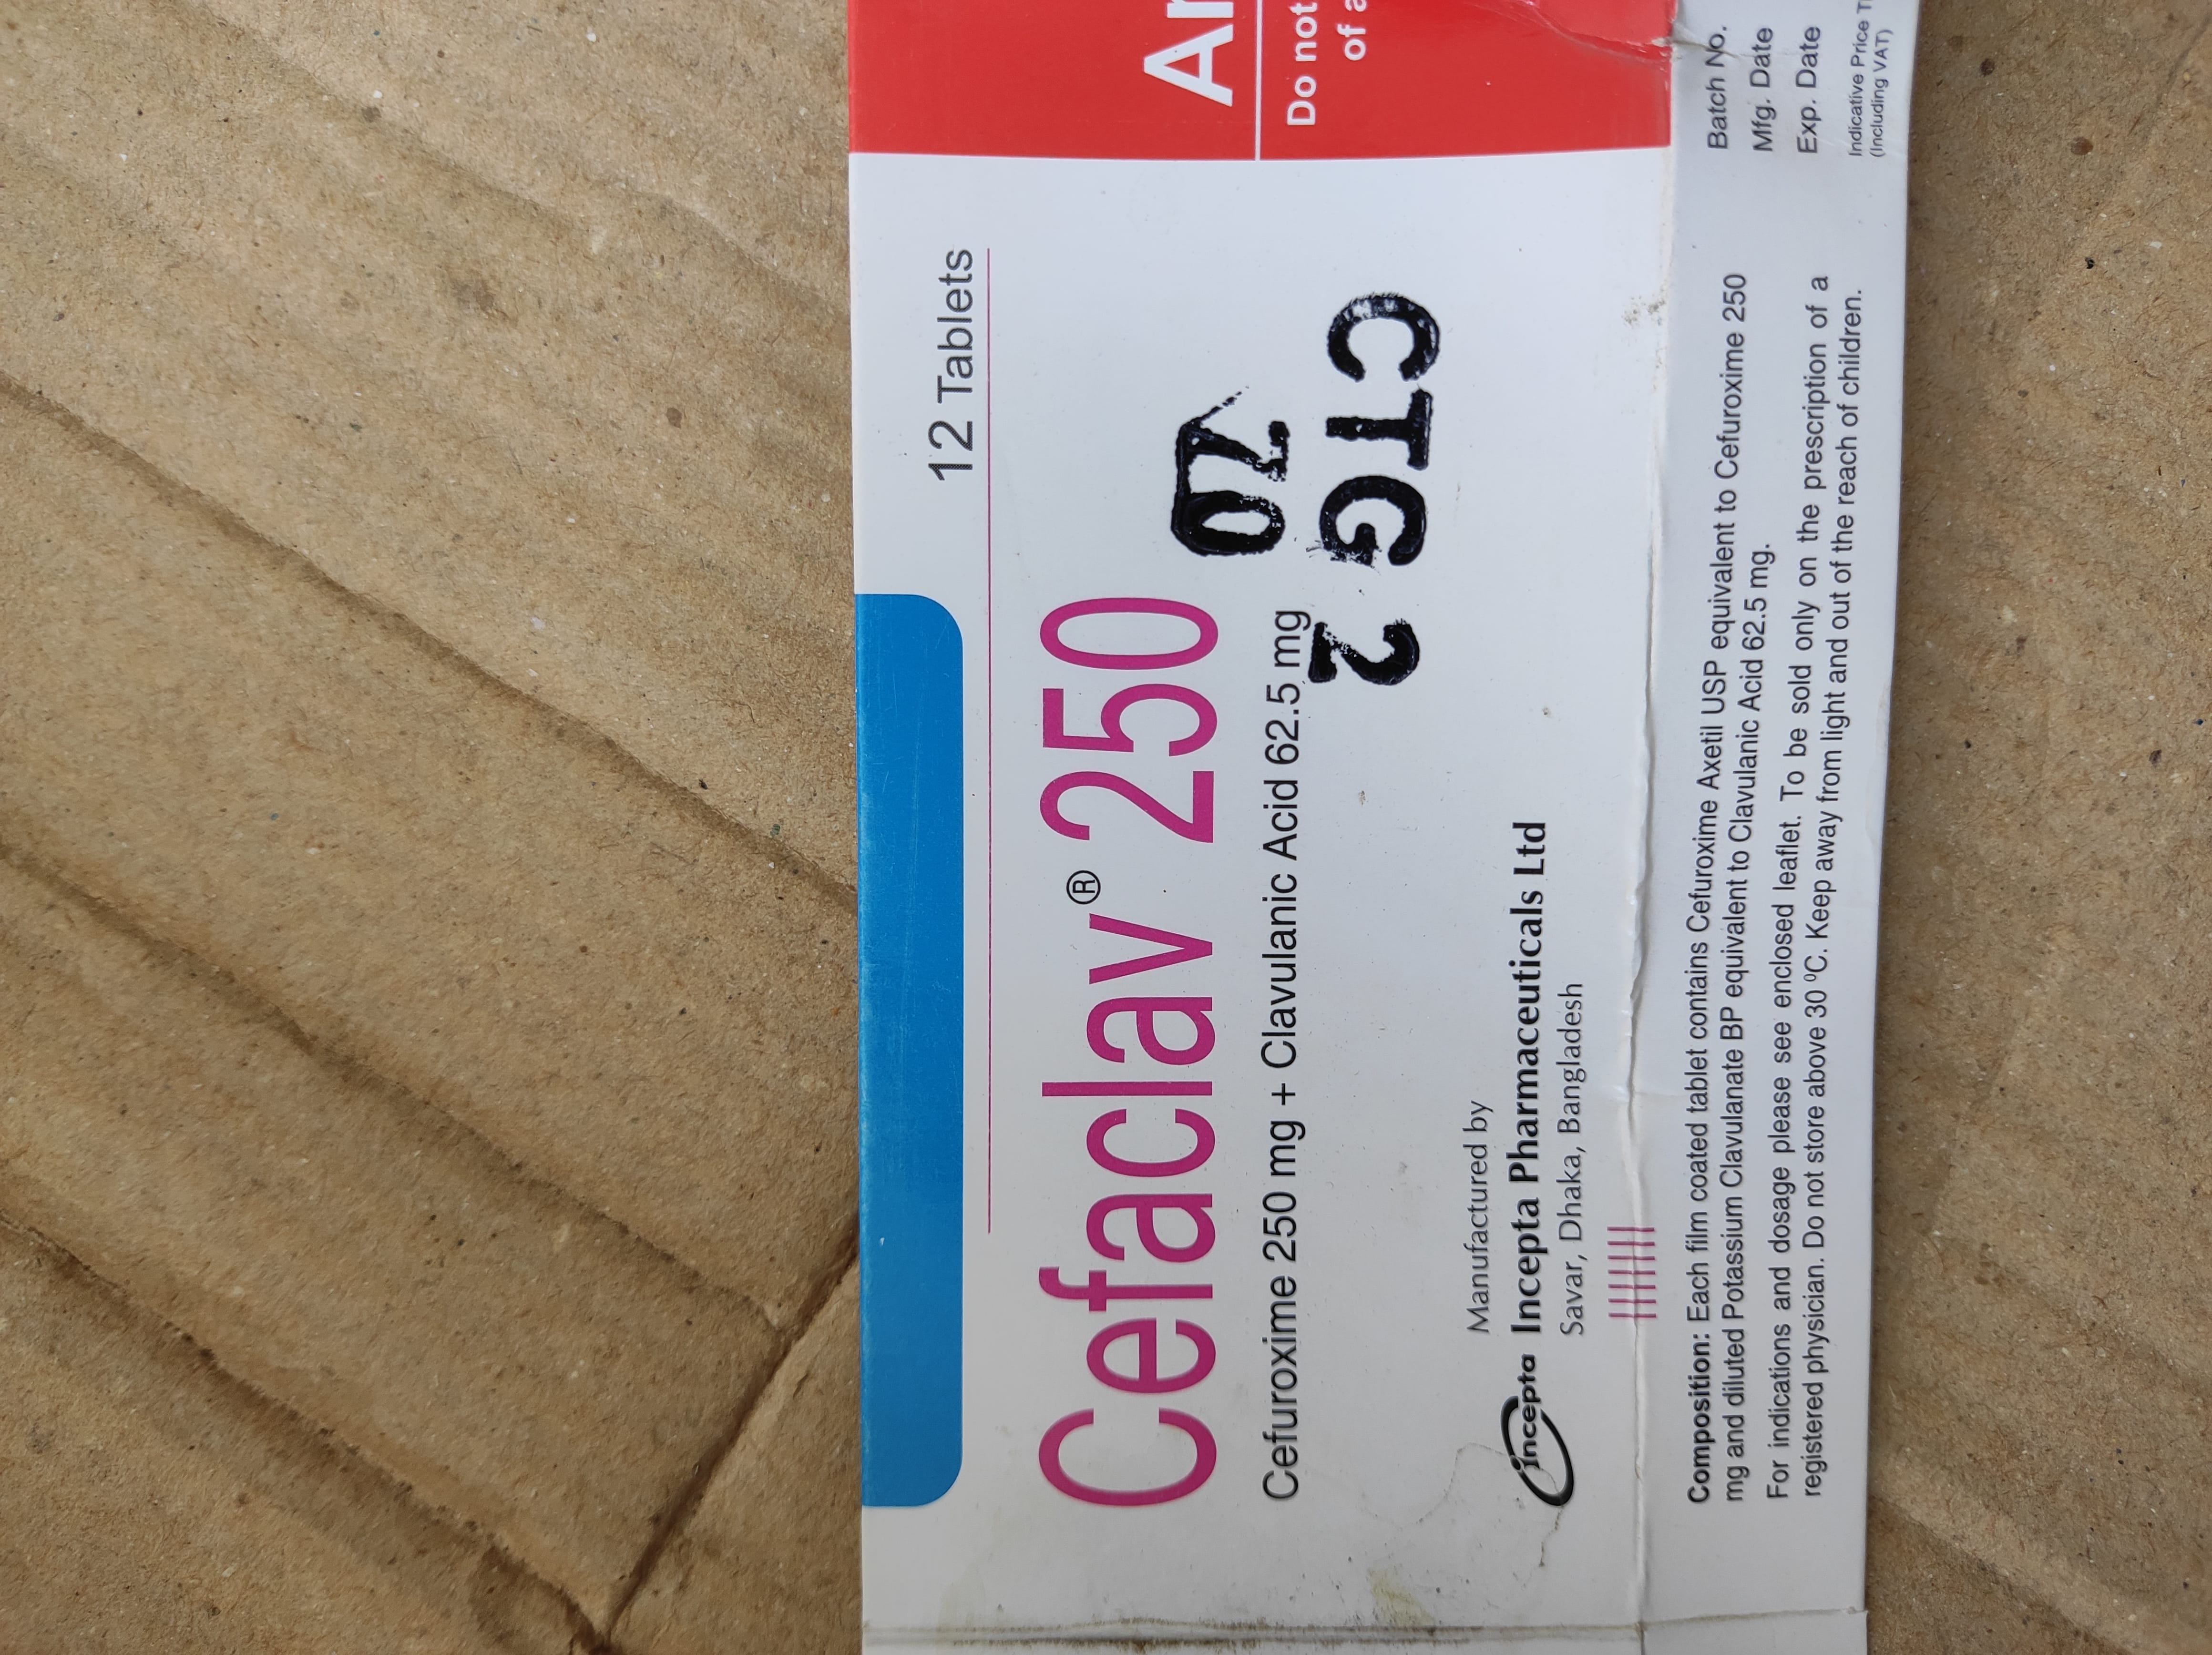 12 Tablets
Cefaclav® 250
Cefuroxime 250 mg + Clavulanic Acid 62.5 mg
CTG 2
Manufactured by
incepta Incepta Pharmaceuticals Ltd
Savar, Dhaka, Bangladesh
Composition: Each film coated tablet contains Cefuroxime Axetil USP equivalent to Cefuroxime 250
mg and diluted Potassium Clavulanate BP equivalent to Clavulanic Acid 62.5 mg.
For indications and dosage please see enclosed leaflet. To be sold only on the prescription of a
registered physician. Do not store above 30 ⁰C. Keep away from light and out of the reach of children.
Do not
of
Batch No.
Mfg. Date
Exp. Date
Indicative Price
(Including VAT)